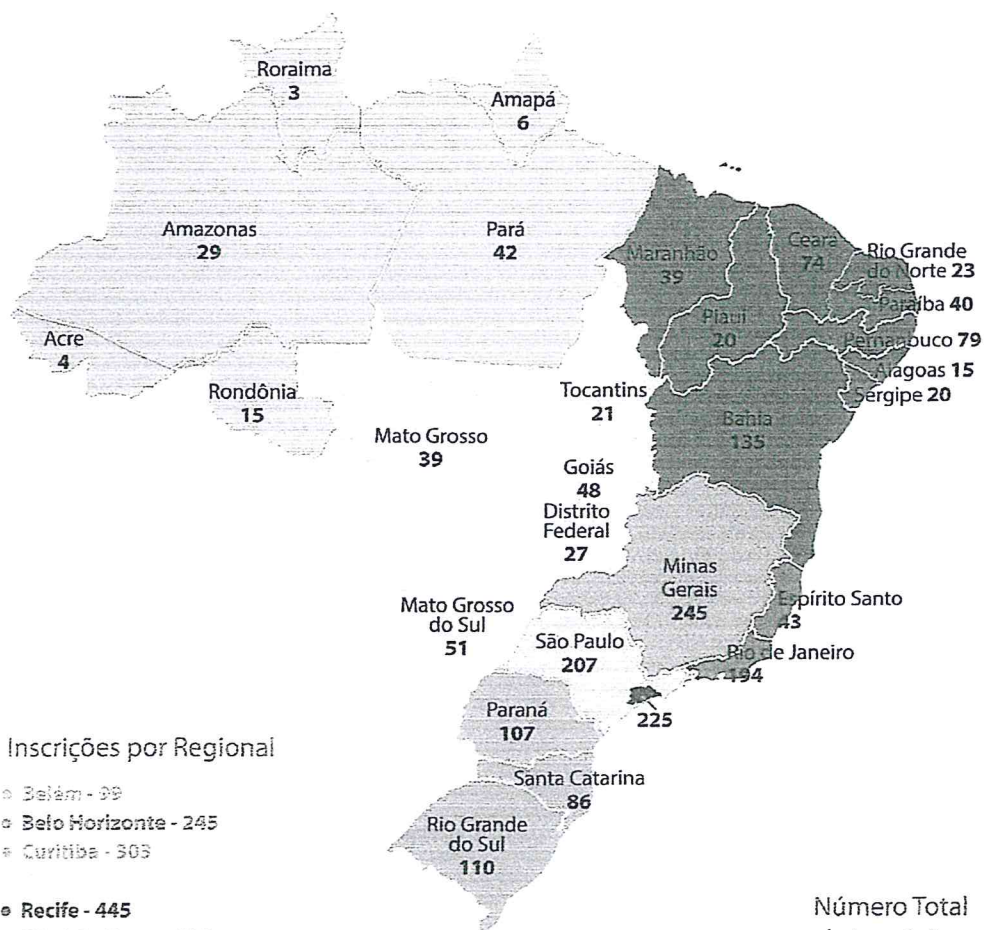 Roraima
3
Amapá
6
Amazonas
29
Pará
42
Maranhão
39
Ceará
74
Rio Grande
do Norte 23
Paraíba 40
Piauí
20
Pernambuco 79
Alagoas 15
Sergipe 20
Acre
4
Rondônia
15
Tocantins
21
Bahia
135
Mato Grosso
39
Goiás
48
Distrito
Federal
27
Minas
Gerais
245
Espírito Santo
43
Mato Grosso
do Sul
51
São Paulo
207
Rio de Janeiro
194
225
Paraná
107
Santa Catarina
86
Rio Grande
do Sul
110
Inscrições por Regional
Belém - 99
Belo Horizonte - 245
Curitiba - 303
Recife - 445
Número Total